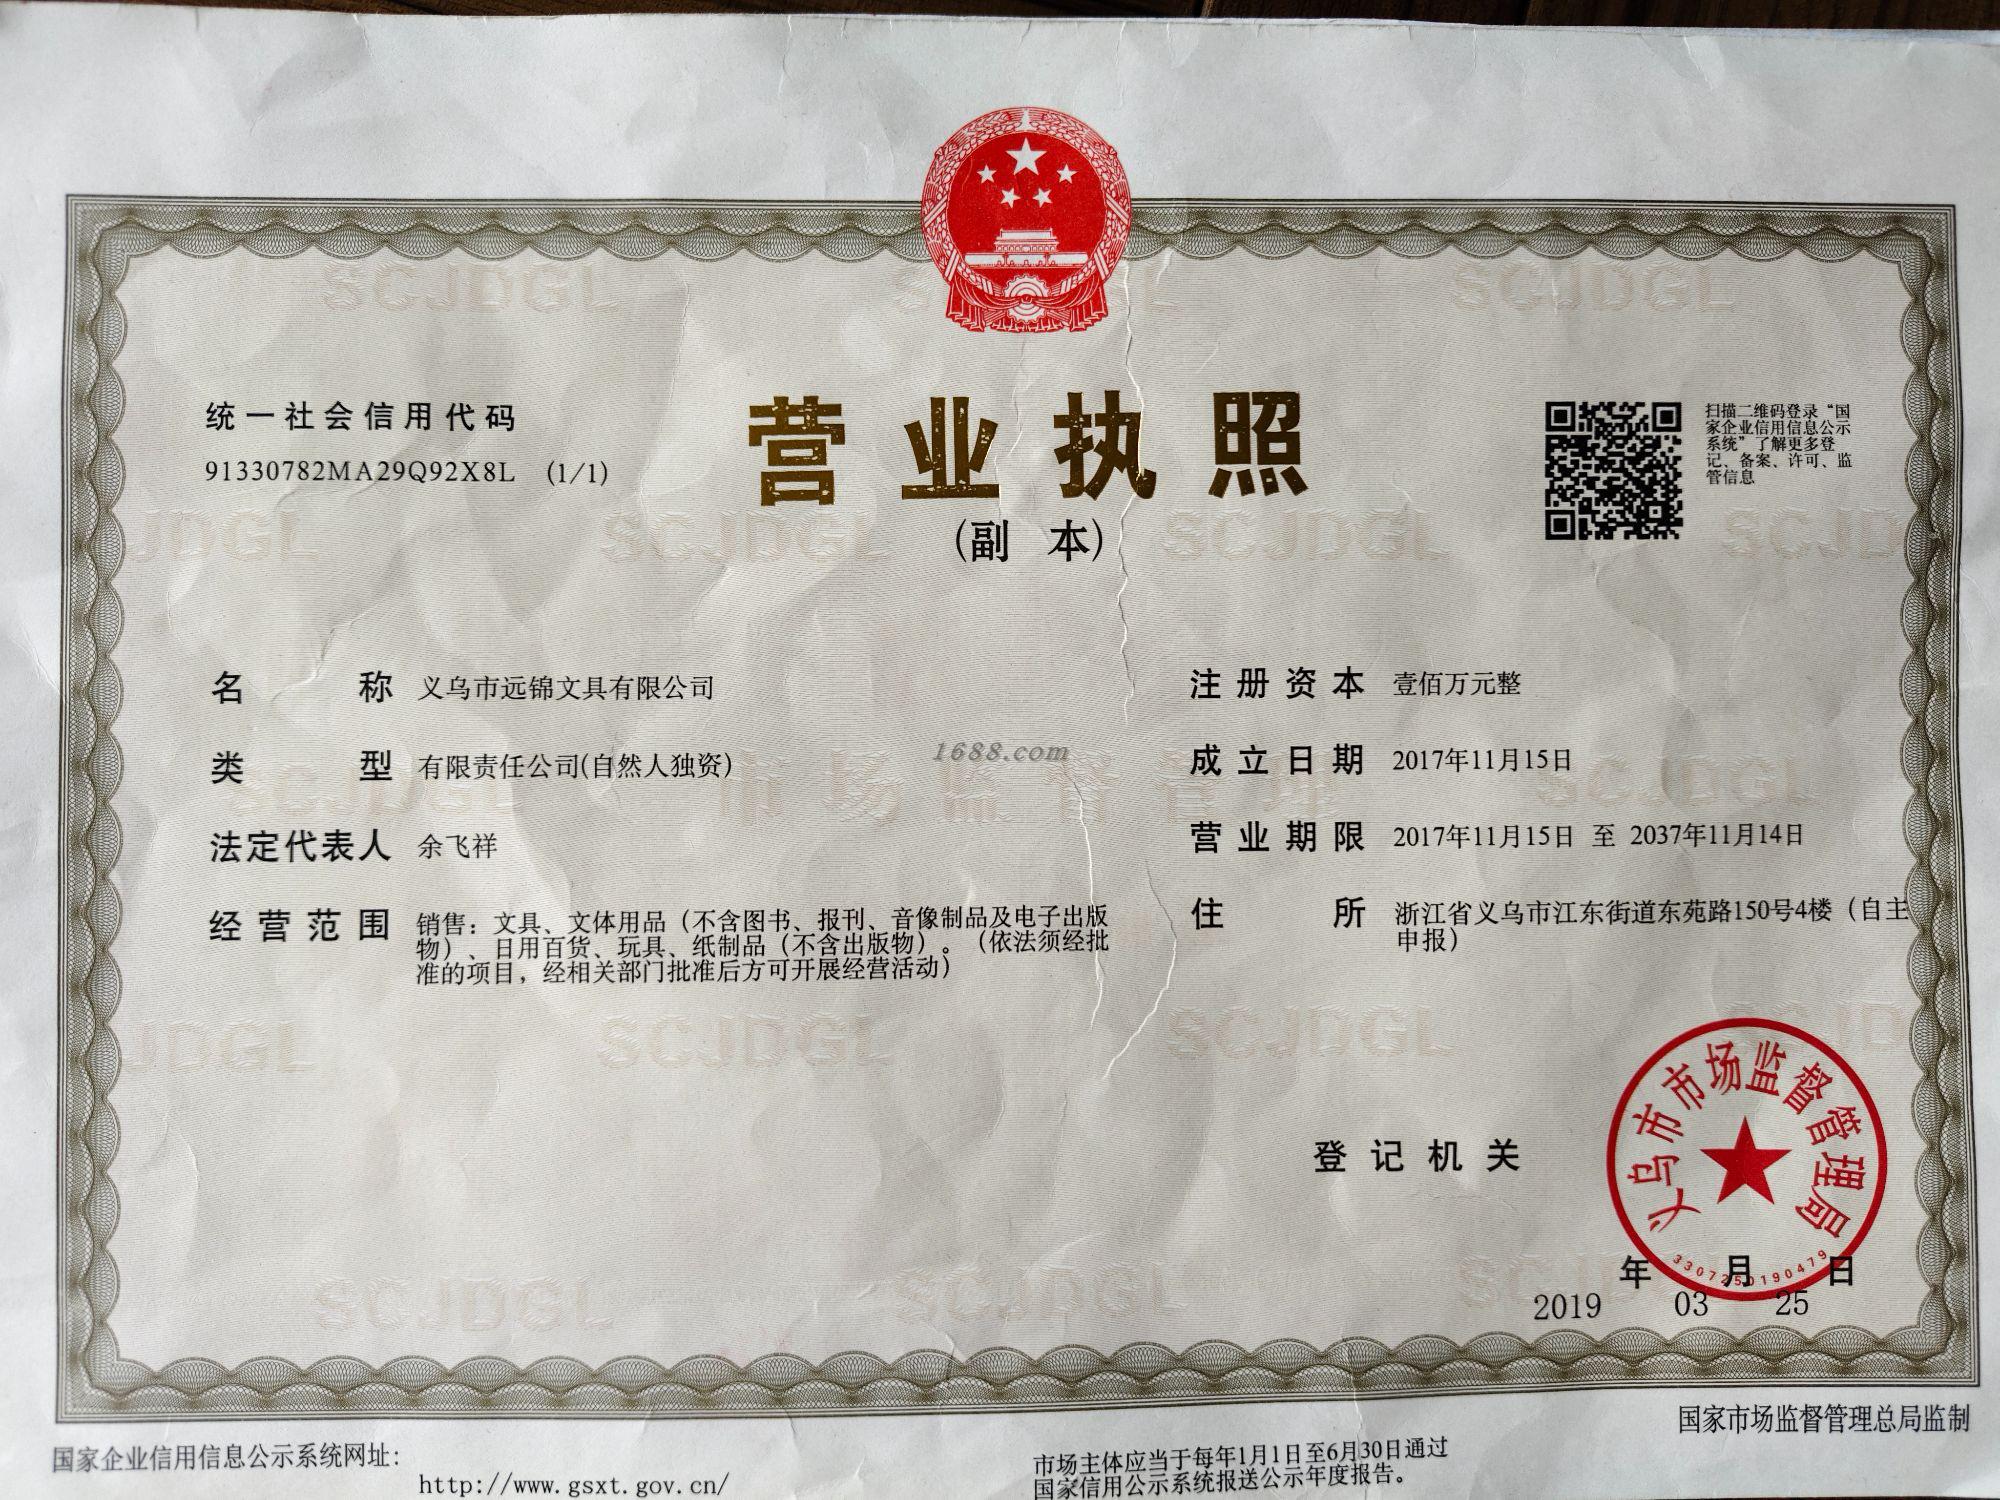 统一社会信用代码
91330782MA29Q92X8L (1/1)
营业执照
(副 本)
扫描二维码登录“国
家企业信用信息公示
系统”了解更多登
记、备案、许可、监
管信息
名 称 义乌市远锦文具有限公司
类 型 有限责任公司(自然人独资)
法定代表人 余飞祥
经营范围 销售：文具、文体用品（不含图书、报刊、音像制品及电子出版
物）、日用百货、玩具、纸制品（不含出版物）。（依法须经批
准的项目，经相关部门批准后方可开展经营活动）
注册资本 壹佰万元整
成立日期 2017年11月15日
营业期限 2017年11月15日 至 2037年11月14日
住 所 浙江省义乌市江东街道东苑路150号4楼（自主
申报）
1688.com
市场监督管理
SCJDGL
登记机关
义乌市市场监督管理局
3307250190479
年 月 日
2019 03 25
国家市场监督管理总局监制
国家企业信用信息公示系统网址：
http://www.gsxt.gov.cn/
市场主体应当于每年1月1日至6月30日通过
国家信用公示系统报送公示年度报告。